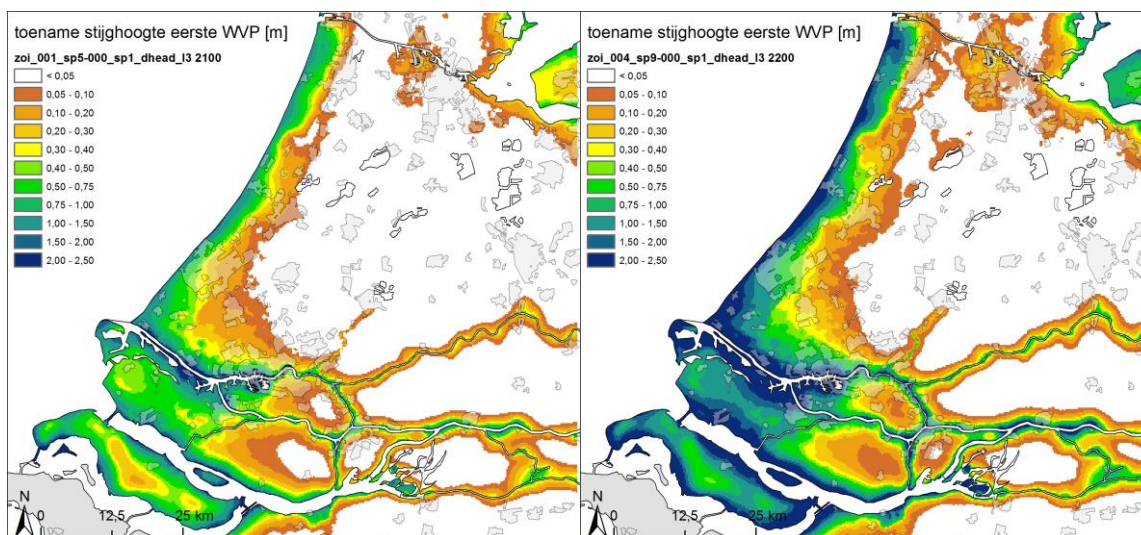 toename stijghoogte eerste WVP [m]
zoi_001_sp5-000_sp1_dhead_l3 2100
< 0,05
0,05 - 0,10
0,10 - 0,20
0,20 - 0,30
0,30 - 0,40
0,40 - 0,50
0,50 - 0,75
0,75 - 1,00
1,00 - 1,50
1,50 - 2,00
2,00 - 2,50
N
0 12,5 25 km
toename stijghoogte eerste WVP [m]
zoi_004_sp9-000_sp1_dhead_l3 2200
< 0,05
0,05 - 0,10
0,10 - 0,20
0,20 - 0,30
0,30 - 0,40
0,40 - 0,50
0,50 - 0,75
0,75 - 1,00
1,00 - 1,50
1,50 - 2,00
2,00 - 2,50
N
0 12,5 25 km